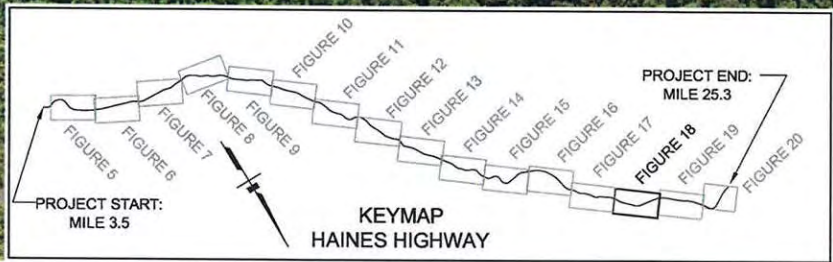 FIGURE 5
FIGURE 6
FIGURE 7
FIGURE 8
FIGURE 9
FIGURE 10
FIGURE 11
FIGURE 12
FIGURE 13
FIGURE 14
FIGURE 15
FIGURE 16
FIGURE 17
FIGURE 18
FIGURE 19
FIGURE 20
PROJECT START:
MILE 3.5
PROJECT END:
MILE 25.3
KEYMAP
HAINES HIGHWAY